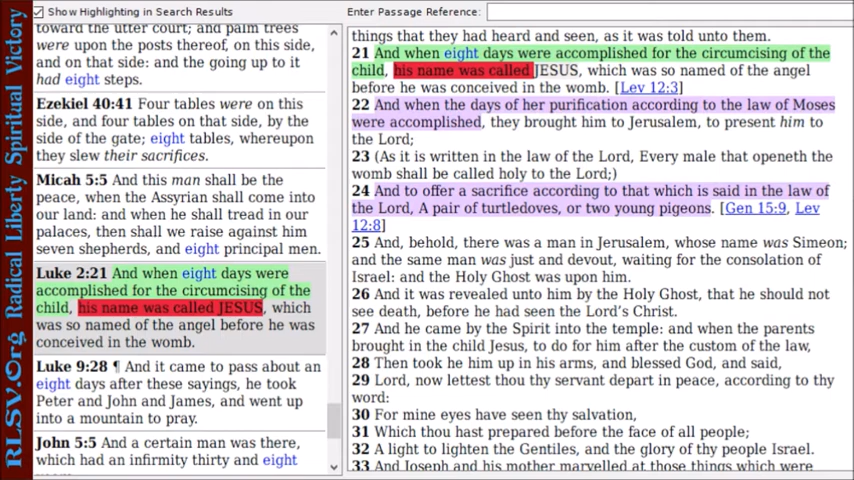 RLSV.Org Radical Liberty Spiritual Victory
Show Highlighting in Search Results
toward the utter court; and palm trees
were upon the posts thereof, on this side,
and on that side: and the going up to it
had eight steps.
Ezekiel 40:41 Four tables were on this
side, and four tables on that side, by the
side of the gate; eight tables, whereupon
they slew their sacrifices.
Micah 5:5 And this man shall be the
peace, when the Assyrian shall come into
our land: and when he shall tread in our
palaces, then shall we raise against him
seven shepherds, and eight principal men.
Luke 2:21 And when eight days were
accomplished for the circumcising of the
child, his name was called JESUS, which
was so named of the angel before he was
conceived in the womb.
Luke 9:28 ¶ And it came to pass about an
eight days after these sayings, he took
Peter and John and James, and went up
into a mountain to pray.
John 5:5 And a certain man was there,
which had an infirmity thirty and eight
Enter Passage Reference:
things that they had heard and seen, as it was told unto them.
21 And when eight days were accomplished for the circumcising of the
child, his name was called JESUS, which was so named of the angel
before he was conceived in the womb. [Lev 12:3]
22 And when the days of her purification according to the law of Moses
were accomplished, they brought him to Jerusalem, to present him to
the Lord;
23 (As it is written in the law of the Lord, Every male that openeth the
womb shall be called holy to the Lord;)
24 And to offer a sacrifice according to that which is said in the law of
the Lord, A pair of turtledoves, or two young pigeons. [Gen 15:9, Lev
12:8]
25 And, behold, there was a man in Jerusalem, whose name was Simeon;
and the same man was just and devout, waiting for the consolation of
Israel: and the Holy Ghost was upon him.
26 And it was revealed unto him by the Holy Ghost, that he should not
see death, before he had seen the Lord's Christ.
27 And he came by the Spirit into the temple: and when the parents
brought in the child Jesus, to do for him after the custom of the law,
28 Then took he him up in his arms, and blessed God, and said,
29 Lord, now lettest thou thy servant depart in peace, according to thy
word:
30 For mine eyes have seen thy salvation,
31 Which thou hast prepared before the face of all people;
32 A light to lighten the Gentiles, and the glory of thy people Israel.
33 And Joseph and his mother marvelled at those things which were